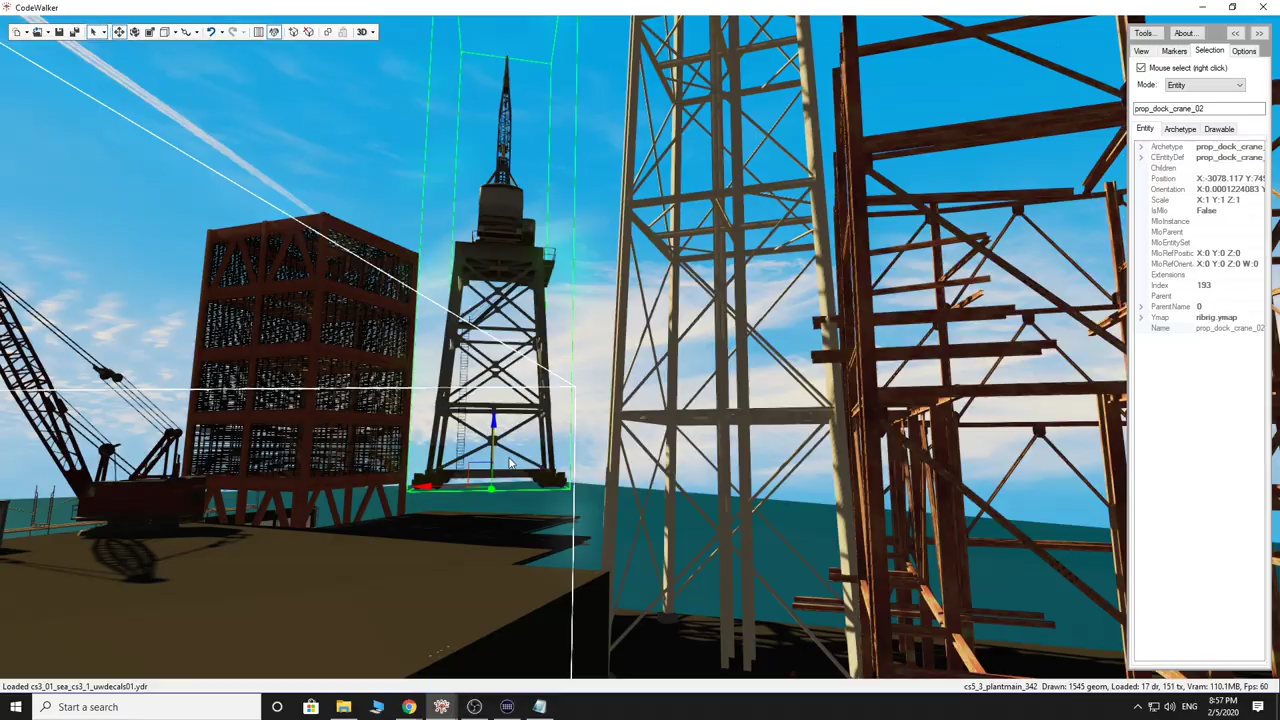 CodeWalker
3D
Tools...
About...
<<
>>
View
Markers
Selection
Options
Mouse select (right click)
Mode:
Entity
prop_dock_crane_02
Entity
Archetype
Drawable
Archetype prop_dock_crane_
CEntityDef prop_dock_crane_
Children
Position X:-3078.117 Y:745
Orientation X:0.0001224083 Y
Scale X:1 Y:1 Z:1
IsMlo False
MloInstance
MloParent
MloEntitySet
MloRefPositic X:0 Y:0 Z:0
MloRefOrient. X:0 Y:0 Z:0 W:0
Extensions
Index 193
Parent
ParentName 0
Ymap ribrig.ymap
Name prop_dock_crane_02
Loaded cs3_01_sea_cs3_1_uwdecals01.ydr
cs5_3_plantmain_342 Drawn: 1545 geom, Loaded: 17 dr, 151 tx, Vram: 110.1MB, Fps: 60
Start a search
ENG
8:57 PM
2/5/2020